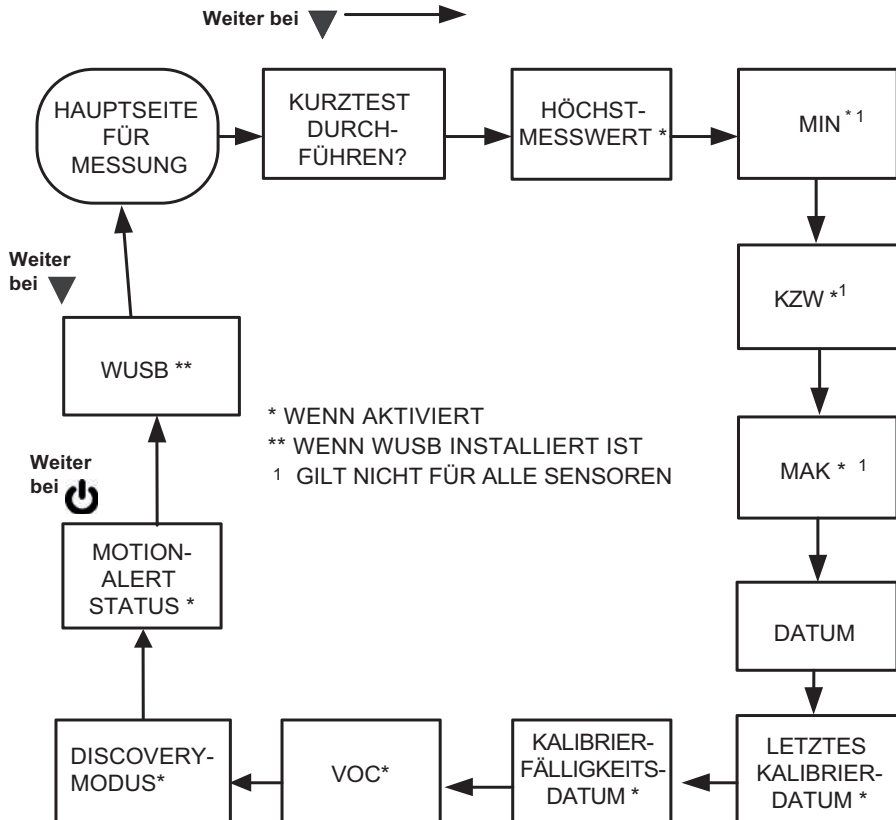 Weiter bei
HAUPTSEITE
FÜR
MESSUNG
KURZTEST
DURCH-
FÜHREN?
HÖCHST-
MESSWERT *
MIN * 1
KZW *1
MAK * 1
DATUM
LETZTES
KALIBRIER-
DATUM *
KALIBRIER-
FÄLLIGKEITS-
DATUM *
VOC*
DISCOVERY-
MODUS*
MOTION-
ALERT
STATUS *
Weiter
bei
WUSB **
Weiter
bei
* WENN AKTIVIERT
** WENN WUSB INSTALLIERT IST
1 GILT NICHT FÜR ALLE SENSOREN